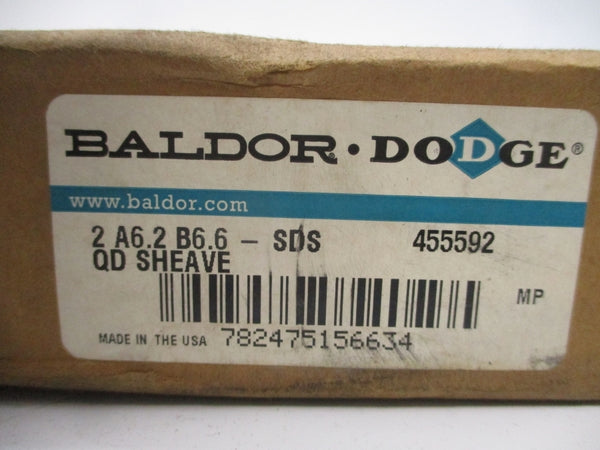 BALDOR · DODGE®
www.baldor.com
2 A6.2 B6.6 - SDS 455592
QD SHEAVE
MP
MADE IN THE USA 782475156634